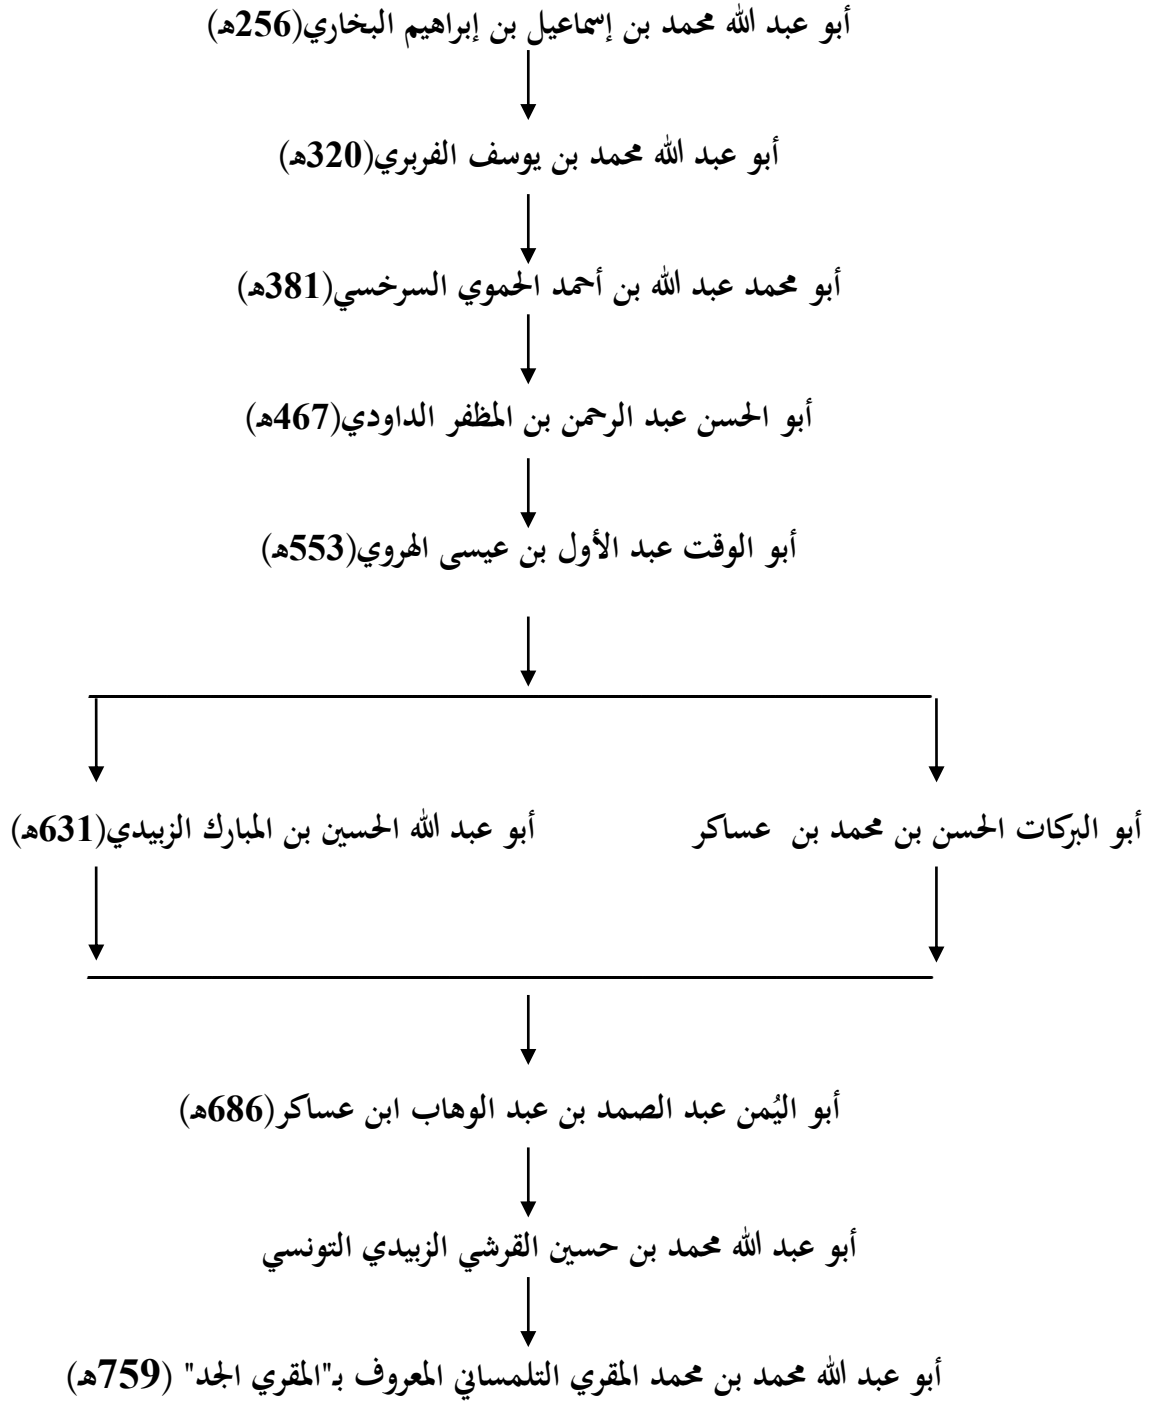 أبو عبد الله محمد بن إسماعيل بن إبراهيم البخاري(256هـ)
أبو عبد الله محمد بن يوسف الفربري(320هـ)
أبو محمد عبد الله بن أحمد الحموي السرخسي(381هـ)
أبو الحسن عبد الرحمن بن المظفر الداودي(467هـ)
أبو الوقت عبد الأول بن عيسى الهروي(553هـ)
أبو البركات الحسن بن محمد بن عساكر
أبو عبد الله الحسين بن المبارك الزبيدي(631هـ)
أبو اليُمن عبد الصمد بن عبد الوهاب ابن عساكر(686هـ)
أبو عبد الله محمد بن حسين القرشي الزبيدي التونسي
أبو عبد الله محمد بن محمد المقري التلمساني المعروف بـ"المقري الجد" (759هـ)